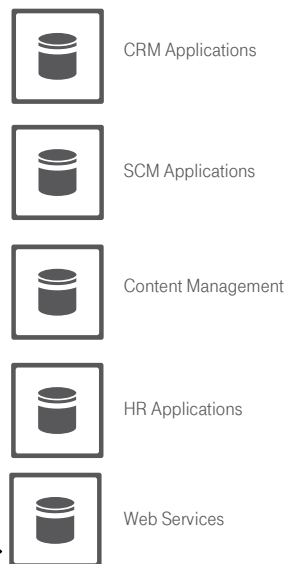 CRM Applications
SCM Applications
Content Management
HR Applications
Web Services